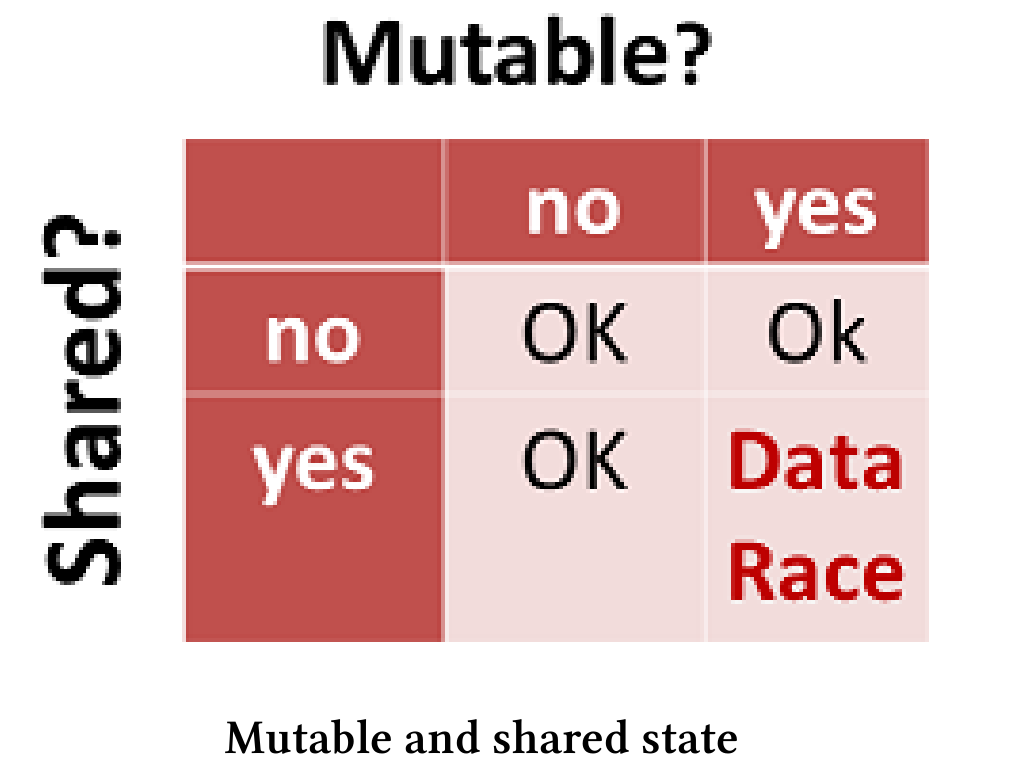 Mutable?
Shared?
no yes
no OK Ok
yes OK Data
Race
Mutable and shared state